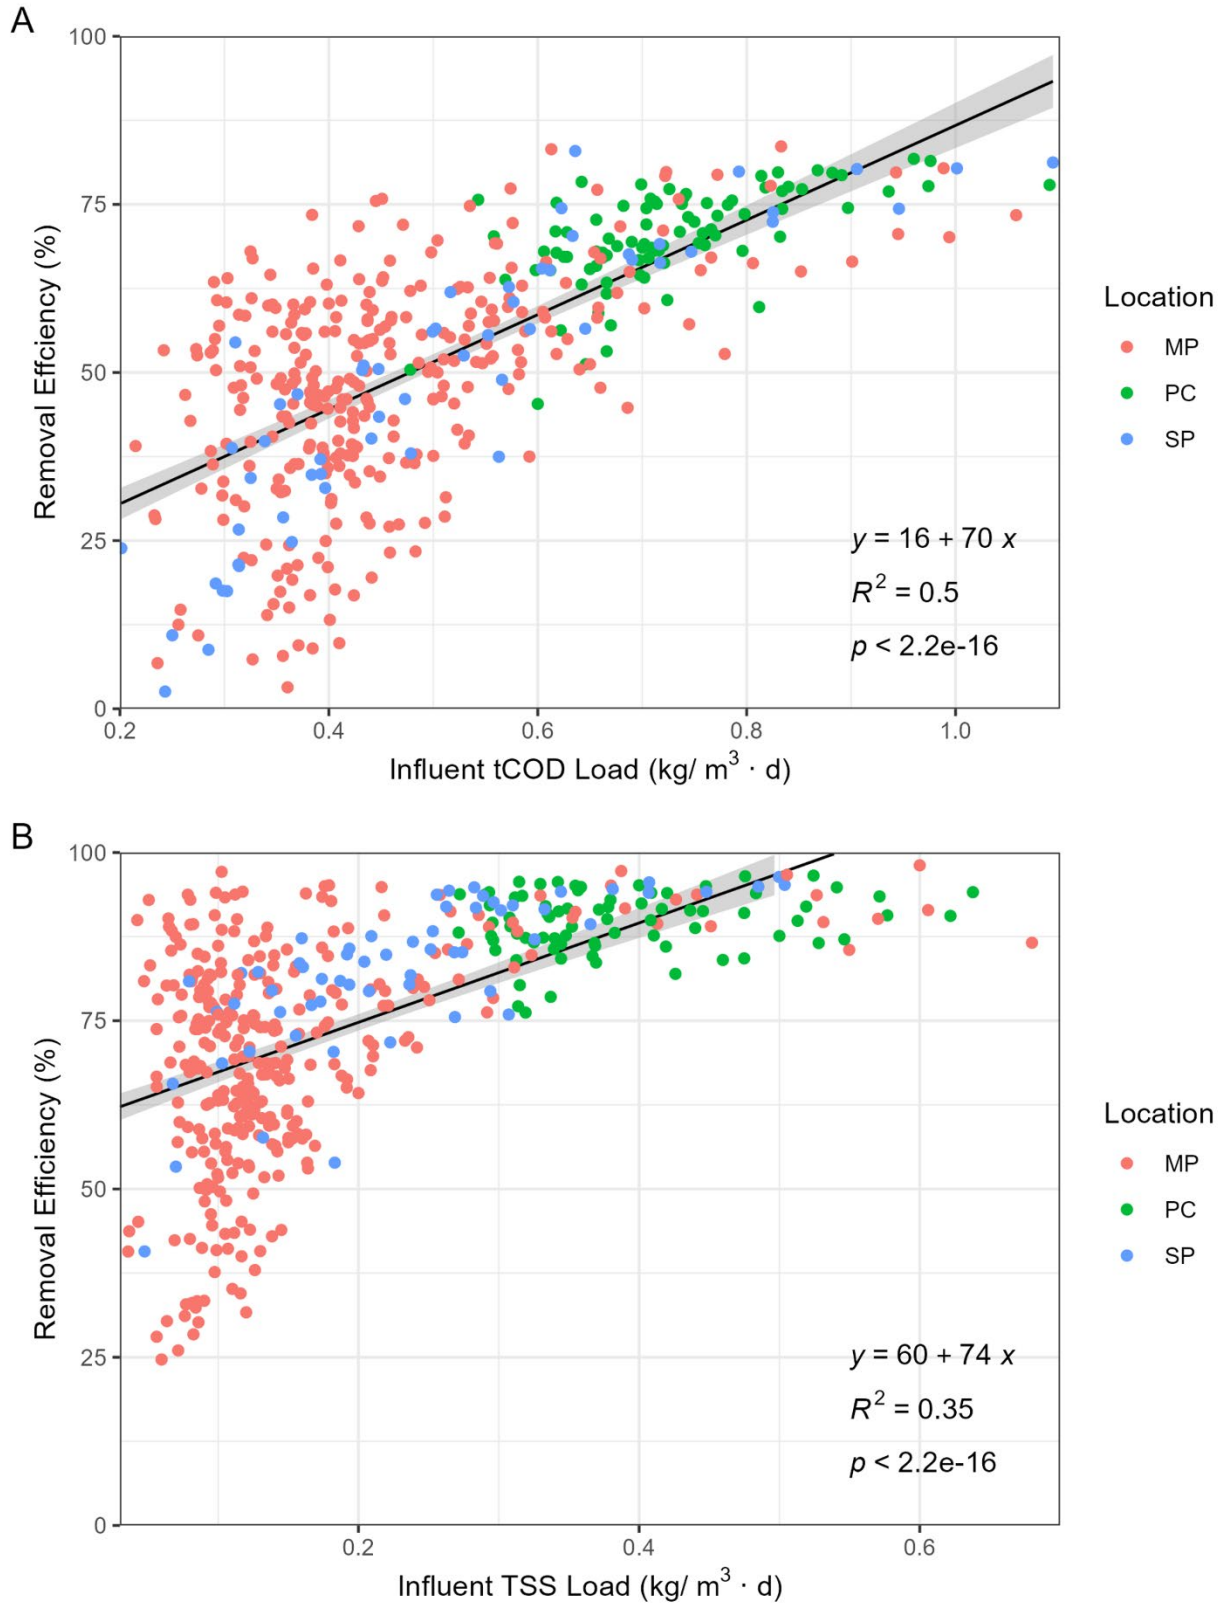 A
100
75
50
25
0
Removal Effciency (%)
0.2 0.4 0.6 0.8 1.0
Influent tCOD Load (kg/ m³ · d)
y = 16 + 70 x
R² = 0.5
p < 2.2e-16
Location
MP
PC
SP
B
100
75
50
25
0
Removal Efficiency (%)
0.2 0.4 0.6
Influent TSS Load (kg/ m³ · d)
y = 60 + 74 x
R² = 0.35
p < 2.2e-16
Location
MP
PC
SP